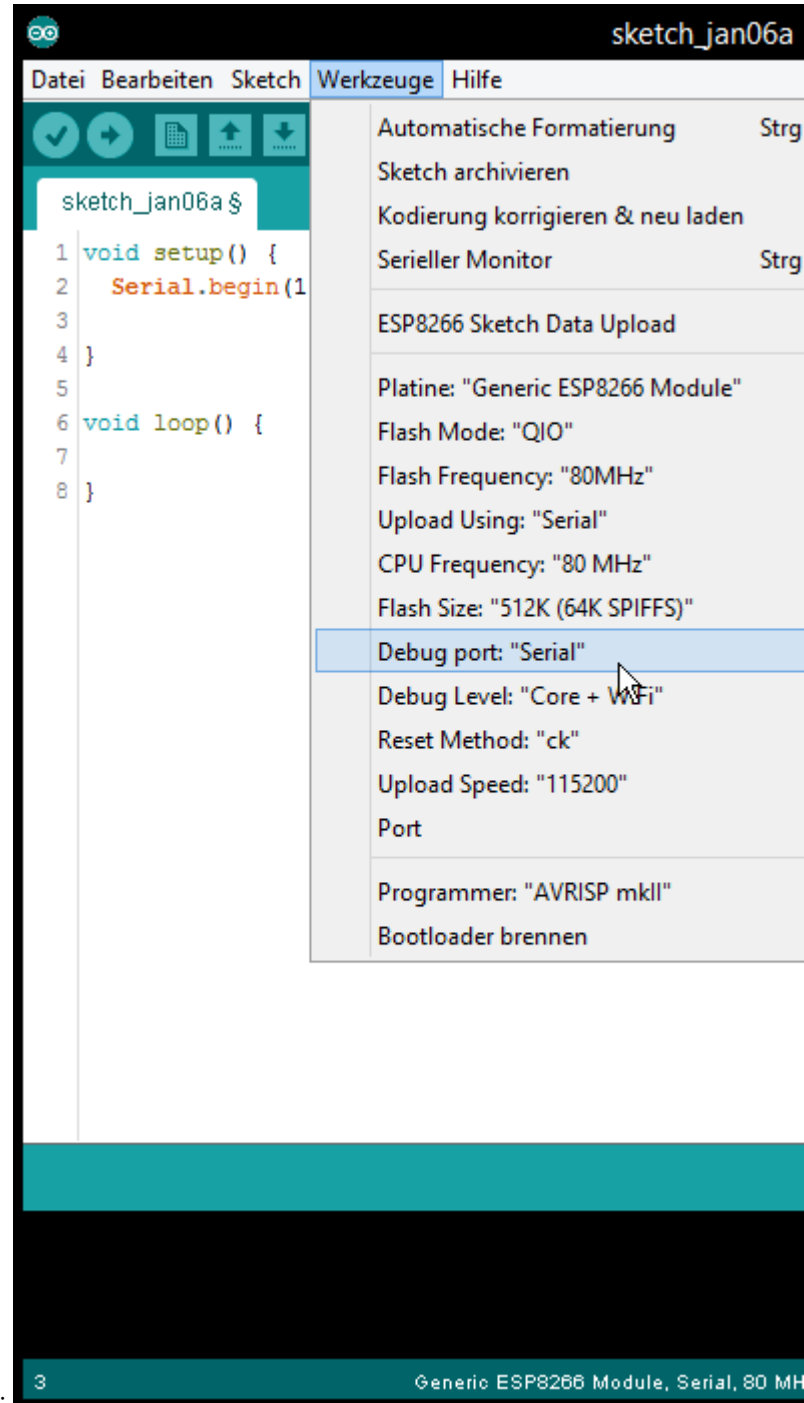 sketch_jan06a
Datei Bearbeiten Sketch Werkzeuge Hilfe
Automatische Formatierung Strg
Sketch archivieren
Kodierung korrigieren & neu laden
Serieller Monitor Strg
ESP8266 Sketch Data Upload
Platine: "Generic ESP8266 Module"
Flash Mode: "QIO"
Flash Frequency: "80MHz"
Upload Using: "Serial"
CPU Frequency: "80 MHz"
Flash Size: "512K (64K SPIFFS)"
Debug port: "Serial"
Debug Level: "Core + WiFi"
Reset Method: "ck"
Upload Speed: "115200"
Port
Programmer: "AVRISP mkII"
Bootloader brennen
sketch_jan06a §
1 void setup() {
2 Serial.begin(1
3
4 }
5
6 void loop() {
7
8 }
3 Generic ESP8266 Module, Serial, 80 MH
.